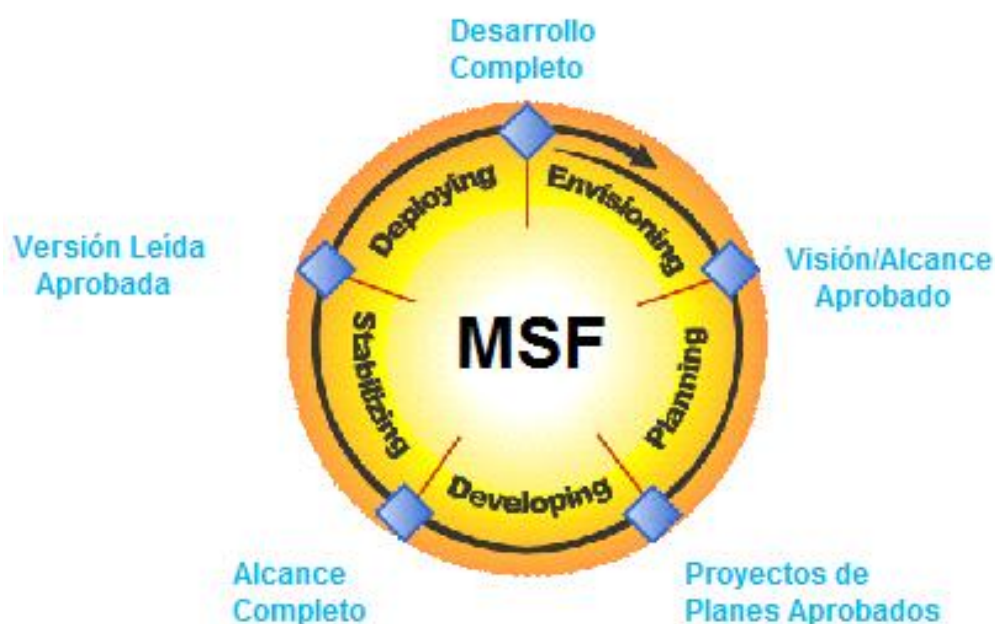 Desarrollo
Completo
Envisioning
Visión/Alcance
Aprobado
Planning
Proyectos de
Planes Aprobados
Developing
Alcance
Completo
Stabilizing
Versión Leída
Aprobada
Deploying
MSF